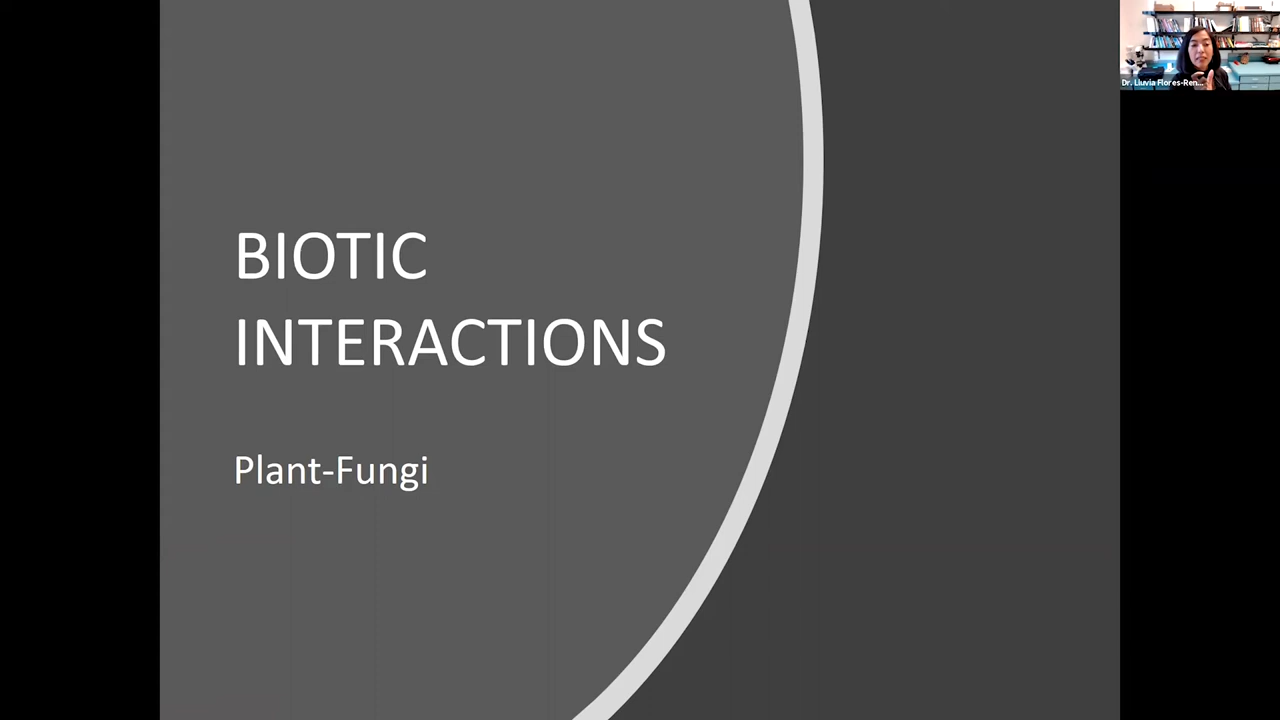 BIOTIC
INTERACTIONS
Plant-Fungi
Dr. Lluvia Flores-Ren...